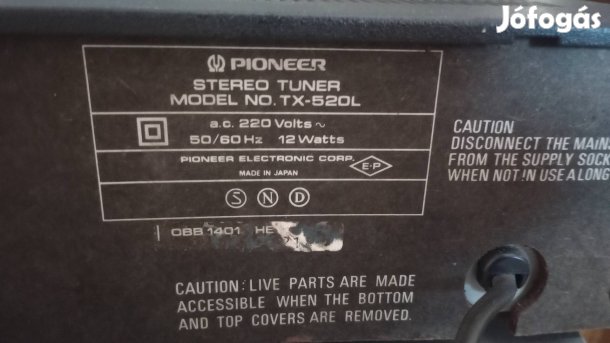 Jófogás
PIONEER
STEREO TUNER
MODEL NO. TX-520L
a.c. 220 Volts ~
50/60 Hz 12 Watts
PIONEER ELECTRONIC CORP.
MADE IN JAPAN
E-P
S N D
OBB 1401 HE
CAUTION
DISCONNECT THE MAINS
FROM THE SUPPLY SOCK
WHEN NOT IN USE A LONG
CAUTION: LIVE PARTS ARE MADE
ACCESSIBLE WHEN THE BOTTOM
AND TOP COVERS ARE REMOVED.